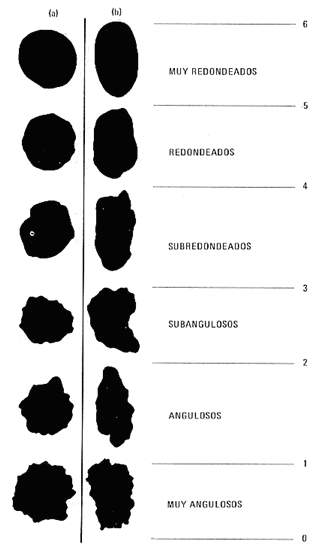 (a) (b)
6
MUY REDONDEADOS
5
REDONDEADOS
4
SUBREDONDEADOS
3
SUBANGULOSOS
2
ANGULOSOS
1
MUY ANGULOSOS
0